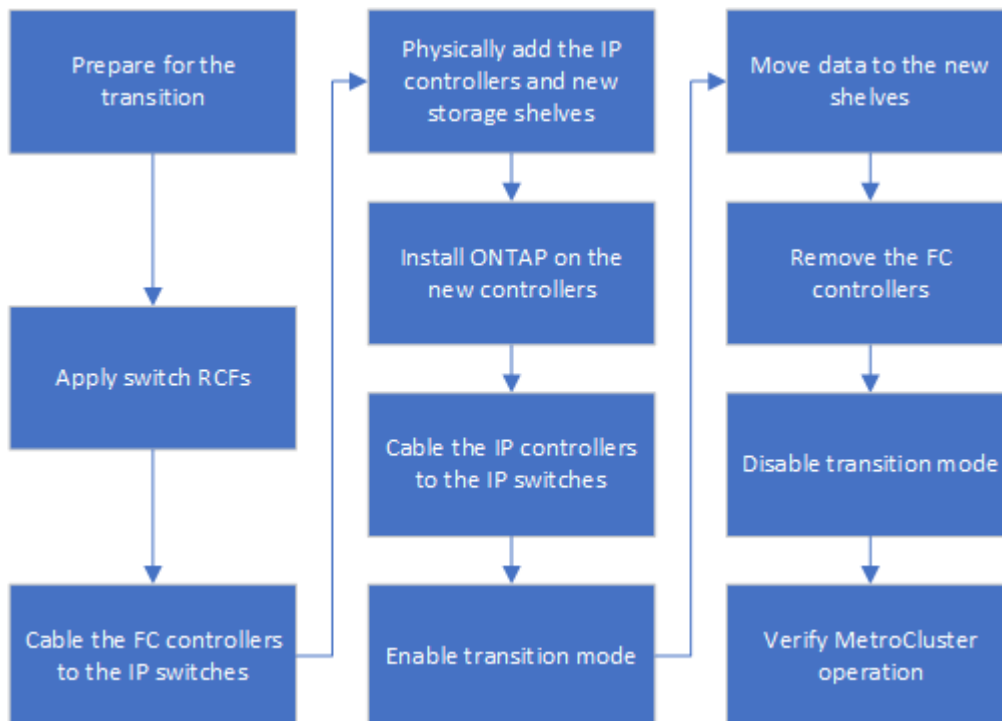 Prepare for the
transition
Apply switch RCFs
Cable the FC controllers
to the IP switches
Physically add the IP
controllers and new
storage shelves
Install ONTAP on the
new controllers
Cable the IP controllers
to the IP switches
Enable transition mode
Move data to the new
shelves
Remove the FC
controllers
Disable transition mode
Verify MetroCluster
operation